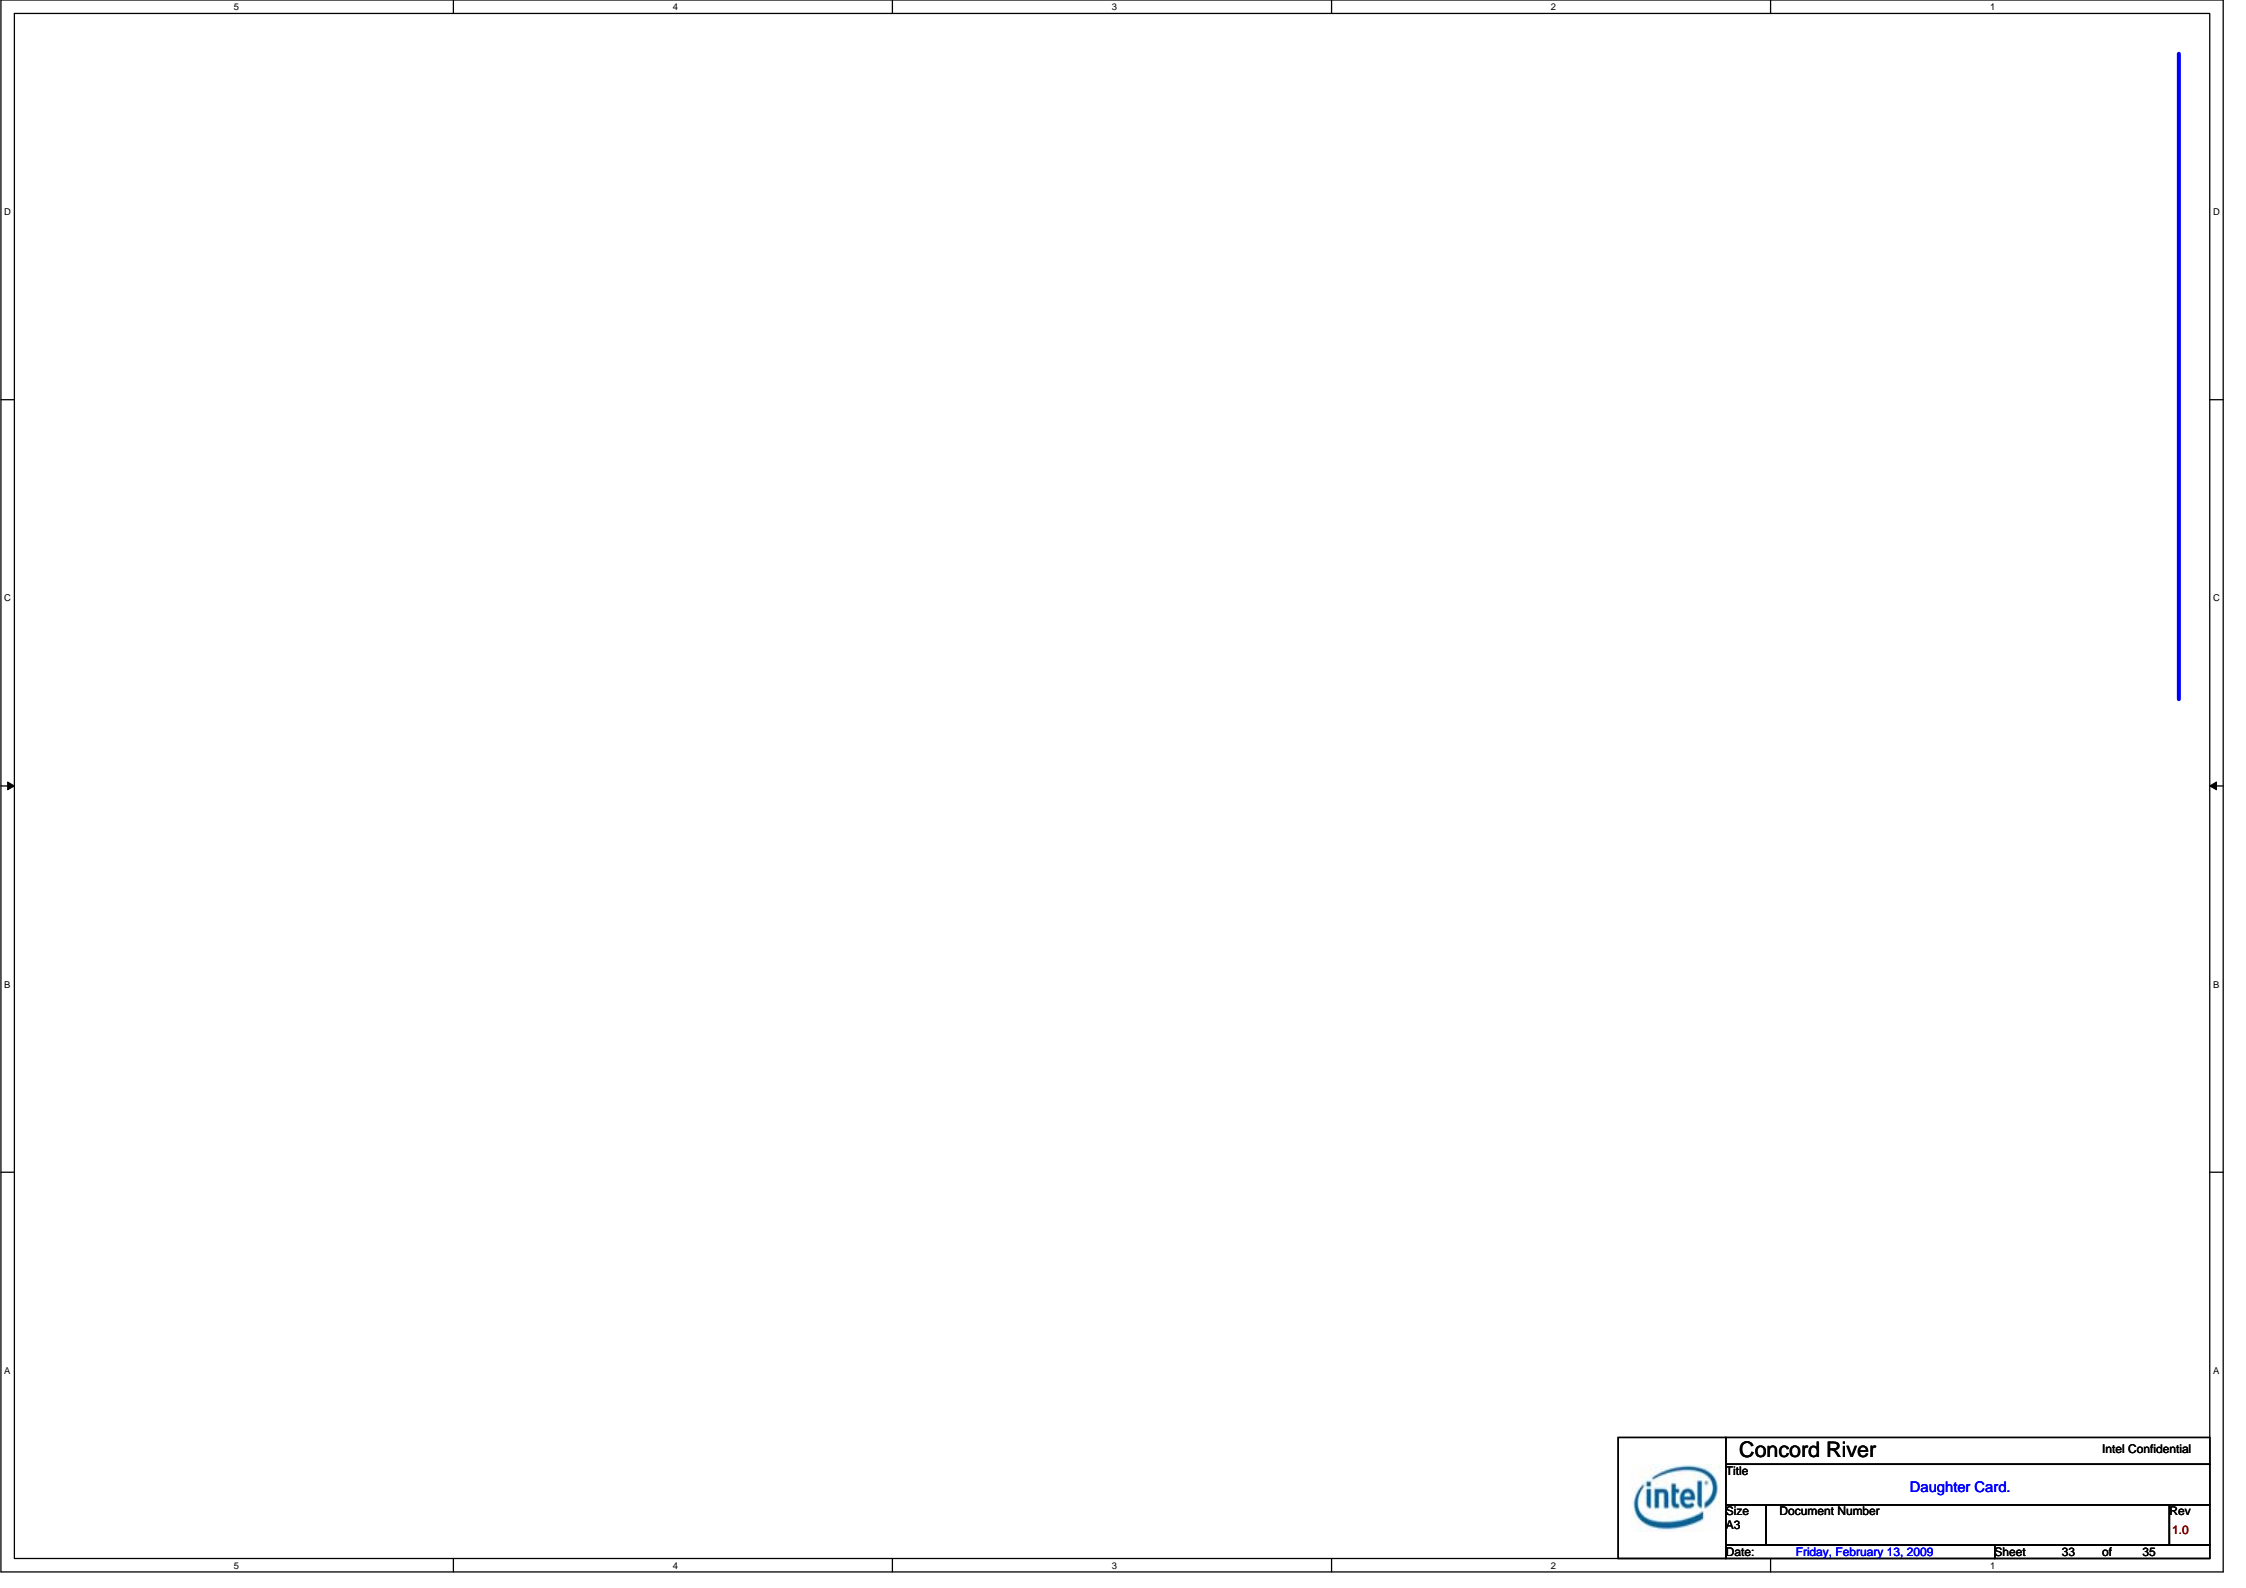 5 4 3 2 1
D D
C C
B B
A A
Concord River Intel Confidential
intel
Title
Daughter Card.
Size Document Number Rev
A3
1.0
Date: Friday, February 13, 2009 Sheet 33 of 35
5 4 3 2 1